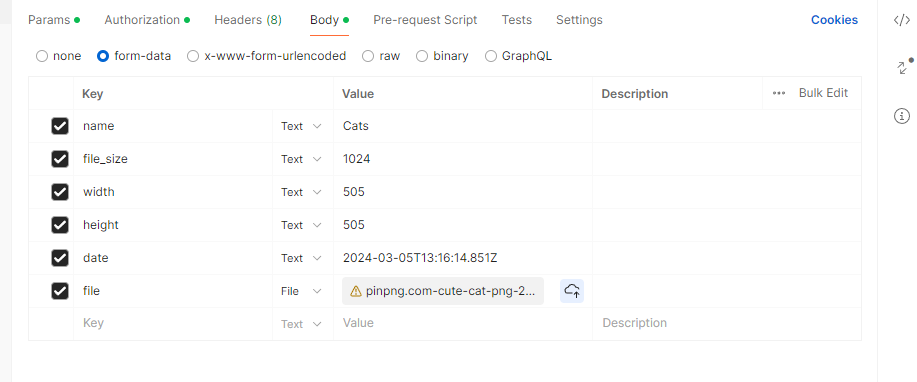 Params Authorization Headers (8) Body Pre-request Script Tests Settings Cookies
none form-data x-www-form-urlencoded raw binary GraphQL
Key Value Description Bulk Edit
name Text Cats
file_size Text 1024
width Text 505
height Text 505
date Text 2024-03-05T13:16:14.851Z
file File pinpng.com-cute-cat-png-2...
Key Text Value Description